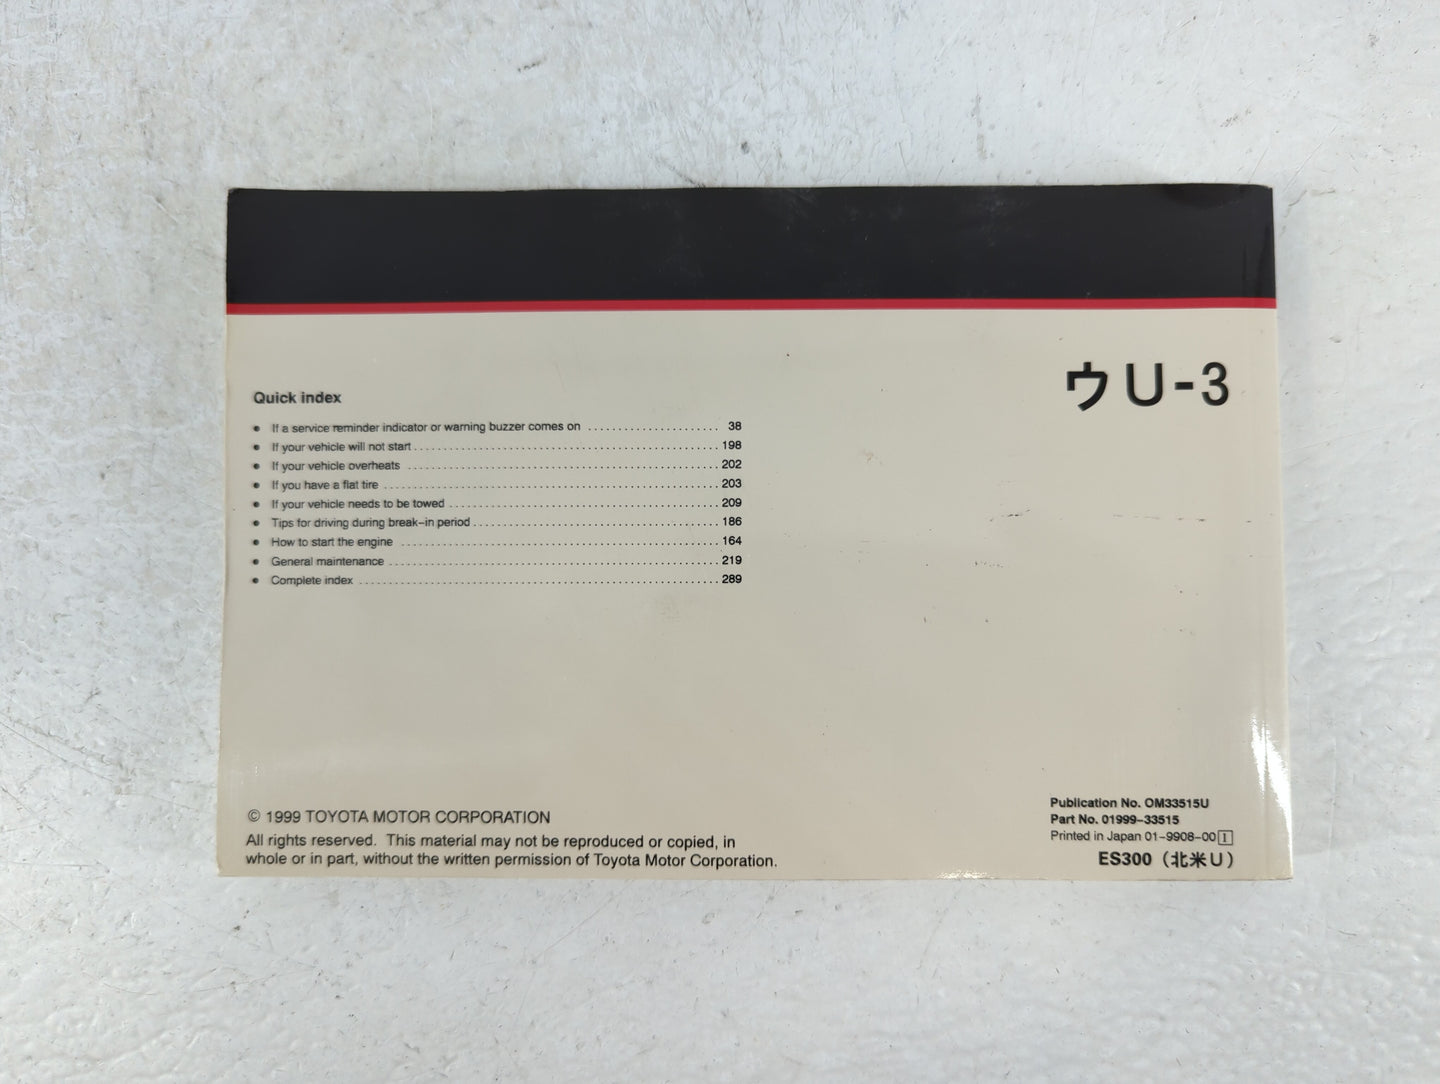 ウU-3
Quick index
● If a service reminder indicator or warning buzzer comes on ........................ 38
● If your vehicle will not start ........................................................ 198
● If your vehicle overheats ........................................................ 202
● If you have a flat tire ........................................................ 203
● If your vehicle needs to be towed ................................................ 209
● Tips for driving during break–in period ............................................ 186
● How to start the engine ........................................................ 164
● General maintenance ........................................................ 219
● Complete index ........................................................ 289
© 1999 TOYOTA MOTOR CORPORATION
All rights reserved. This material may not be reproduced or copied, in
whole or in part, without the written permission of Toyota Motor Corporation.
Publication No. OM33515U
Part No. 01999–33515
Printed in Japan 01–9908–00 I
ES300（北米U）